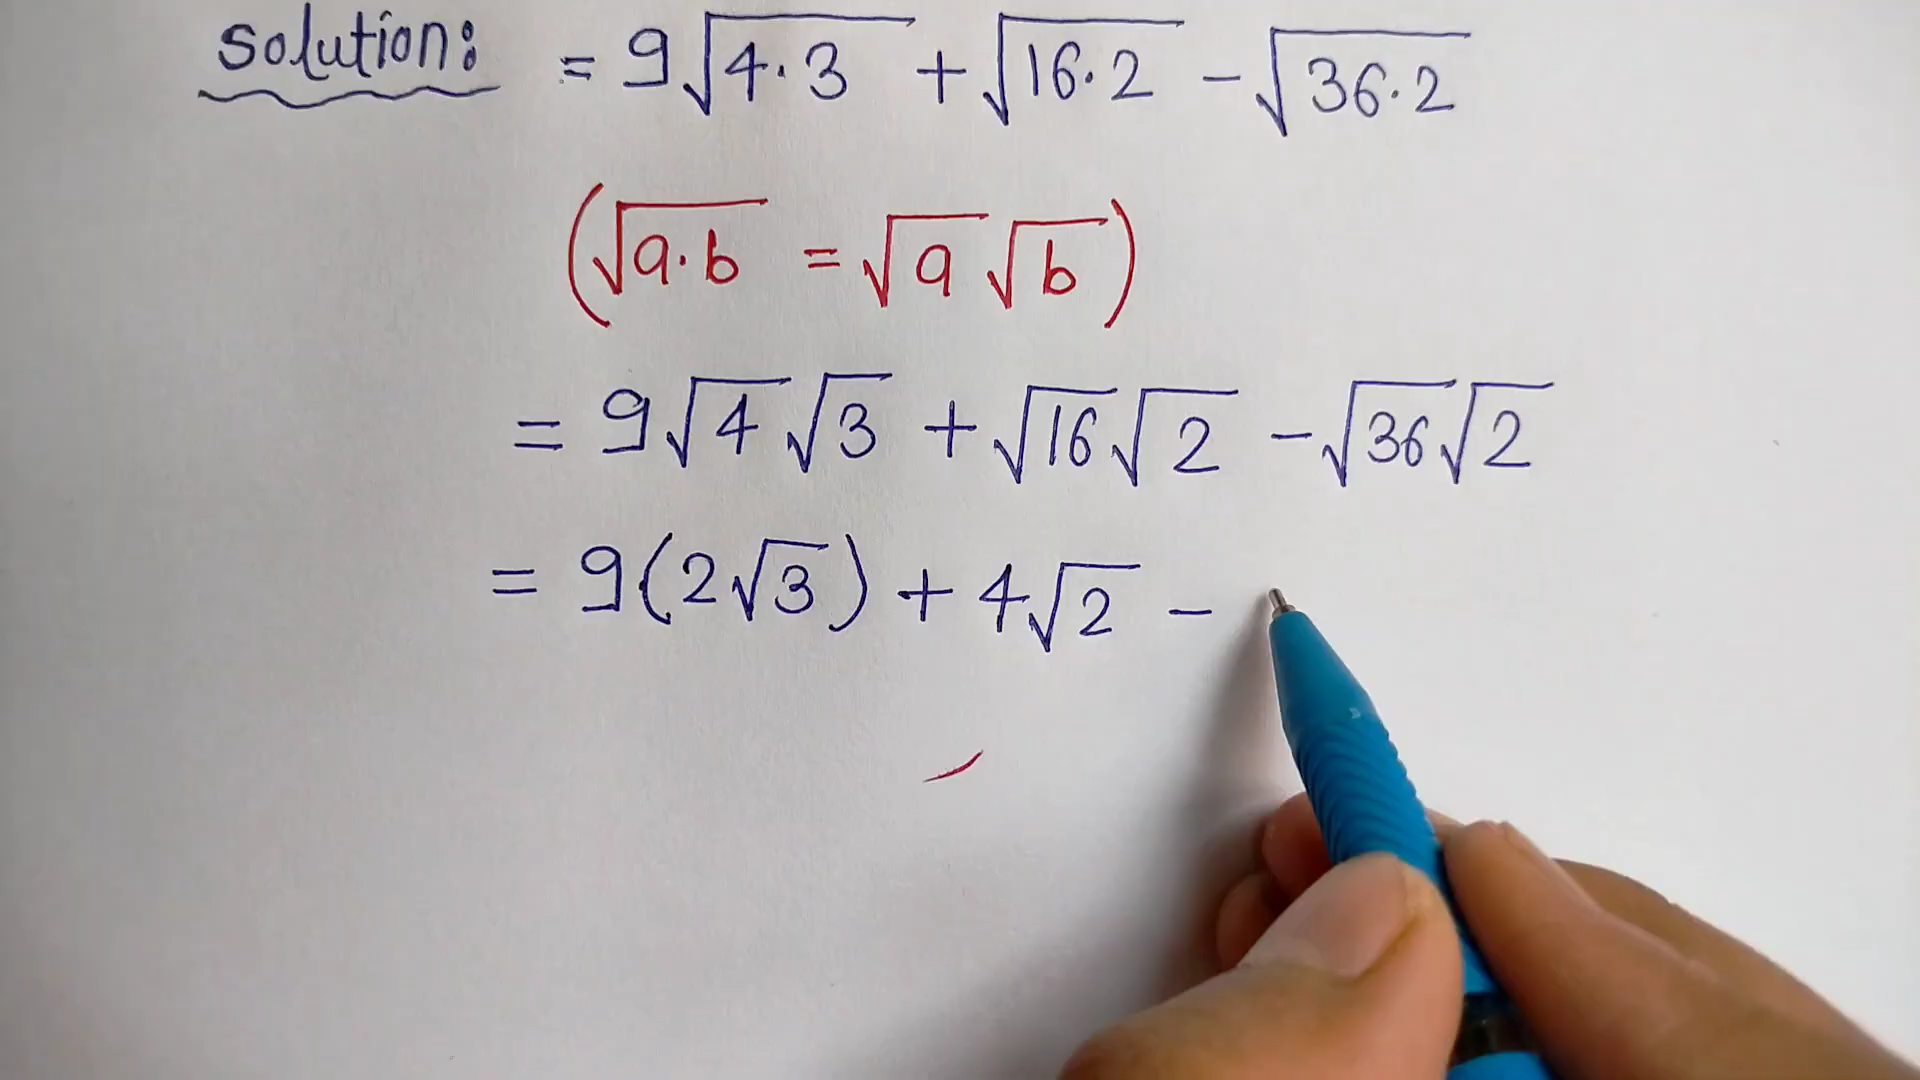 Solution: = 9√4·3 + √16·2 - √36·2
(√a·b = √a √b)
= 9√4 √3 + √16 √2 - √36 √2
= 9(2√3) + 4√2 -